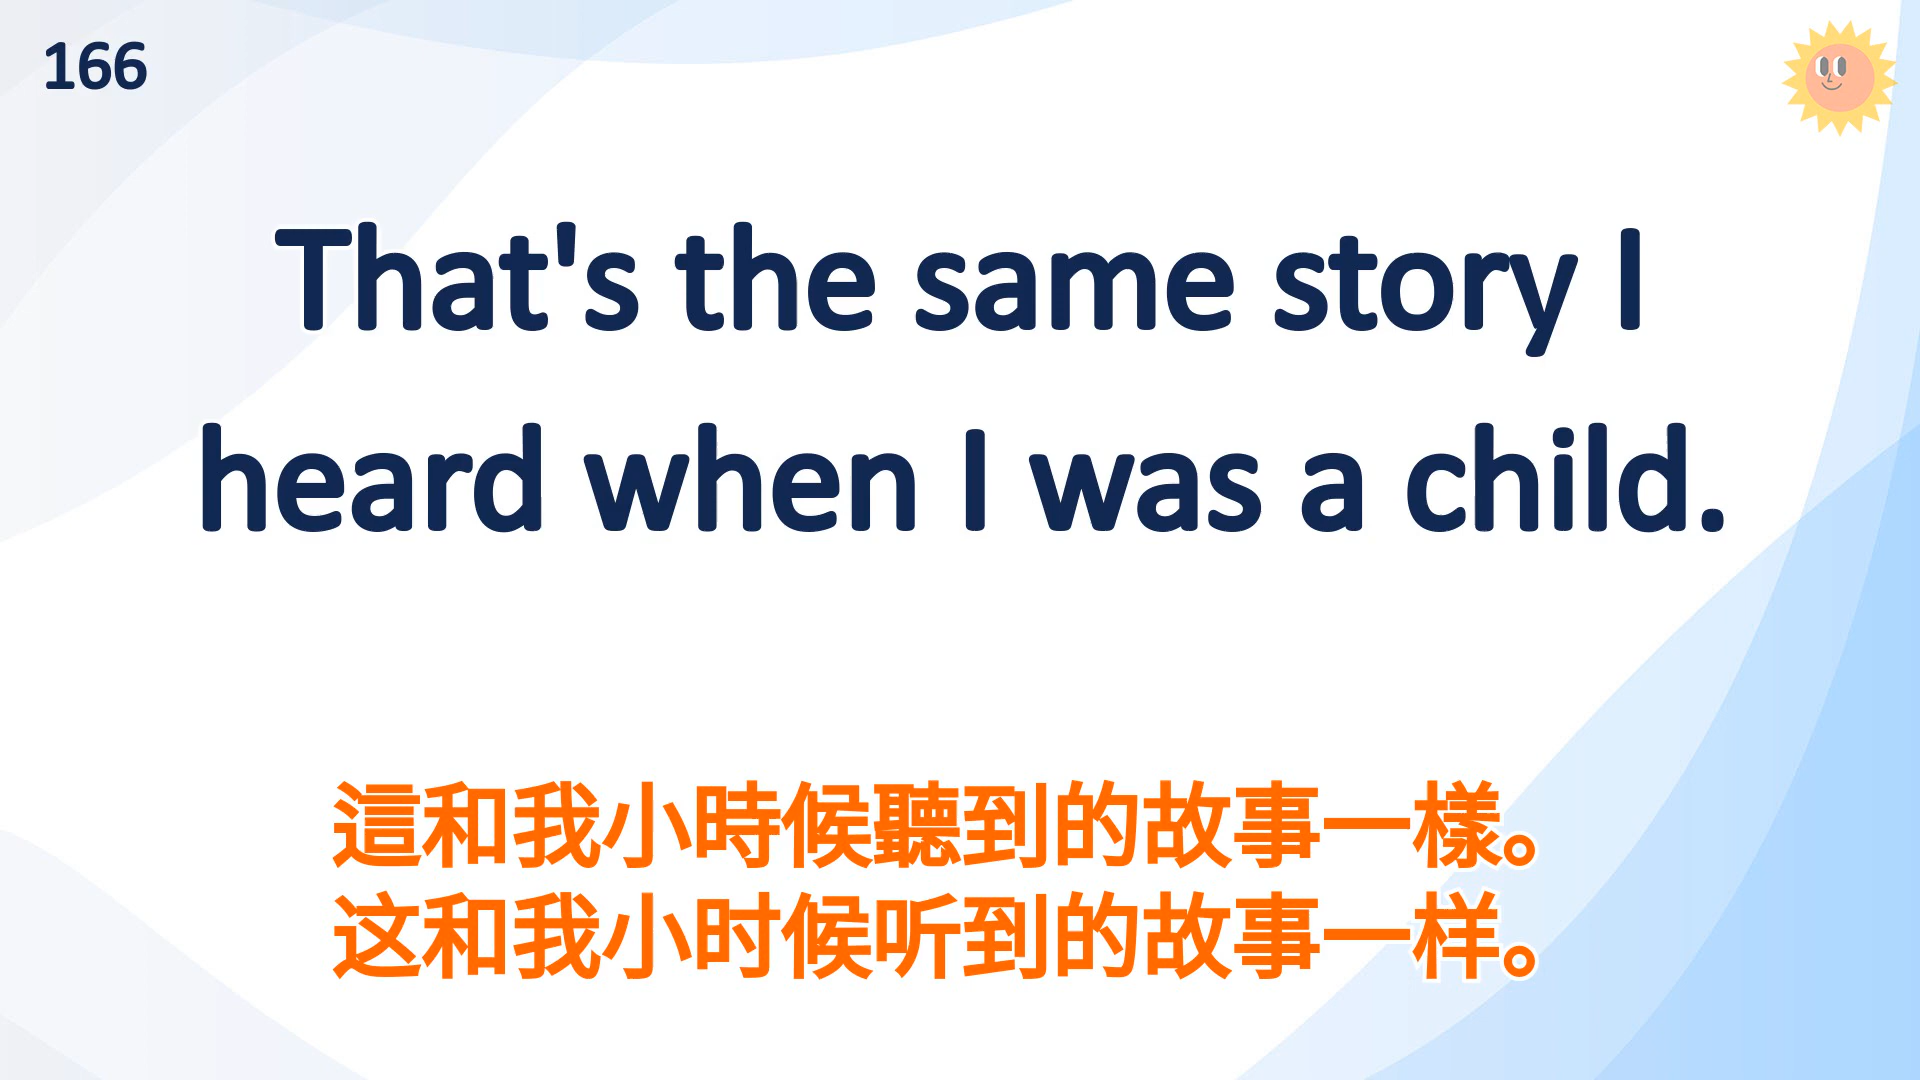 166
That's the same story I
heard when I was a child.
這和我小時候聽到的故事一樣。
这和我小时候听到的故事一样。